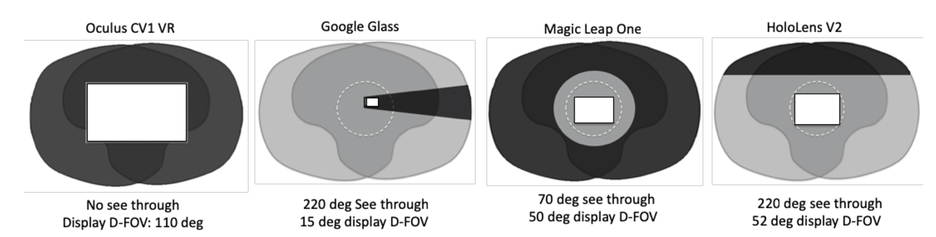 Oculus CV1 VR
Google Glass
Magic Leap One
HoloLens V2
No see through
Display D-FOV: 110 deg
220 deg See through
15 deg display D-FOV
70 deg see through
50 deg display D-FOV
220 deg see through
52 deg display D-FOV